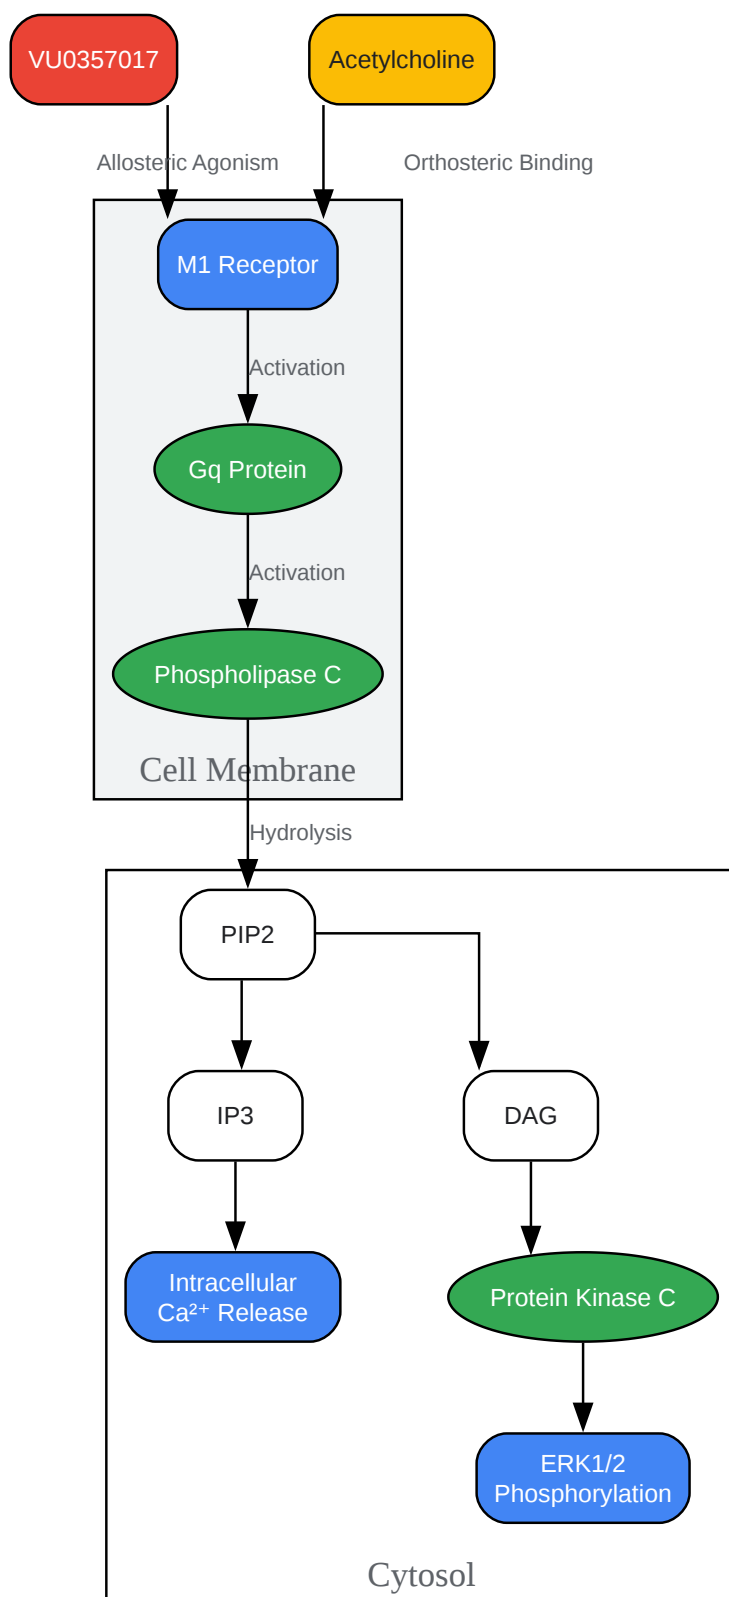 VU0357017
Acetylcholine
Allosteric Agonism
Orthosteric Binding
M1 Receptor
Activation
Gq Protein
Activation
Phospholipase C
Cell Membrane
Hydrolysis
PIP2
IP3
DAG
Intracellular
Ca²⁺ Release
Protein Kinase C
ERK1/2
Phosphorylation
Cytosol